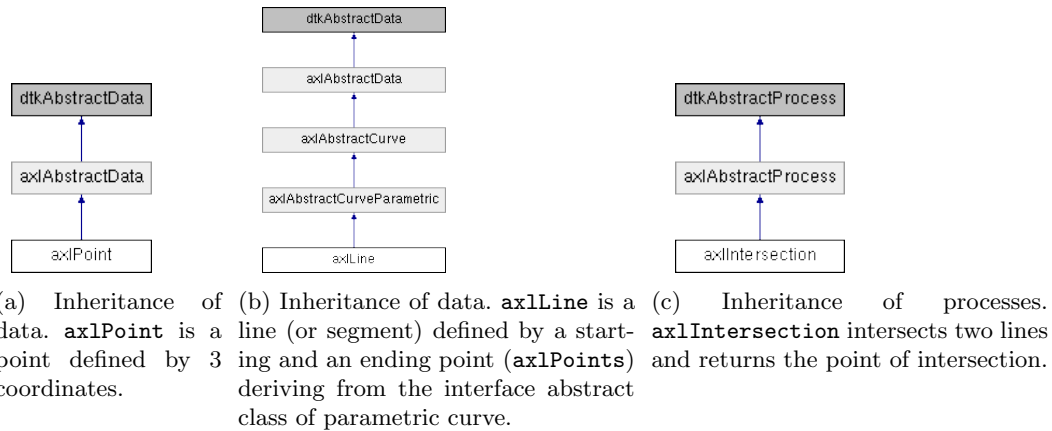 dtkAbstractData
axlAbstractData
axlPoint
(a) Inheritance of
data. axlPoint is a
point defined by 3
coordinates.
dtkAbstractData
axlAbstractData
axlAbstractCurve
axlAbstractCurveParametric
axlLine
(b) Inheritance of data. axlLine is a
line (or segment) defined by a start-
ing and an ending point (axlPoints)
deriving from the interface abstract
class of parametric curve.
dtkAbstractProcess
axlAbstractProcess
axlIntersection
(c) Inheritance of processes.
axlIntersection intersects two lines
and returns the point of intersection.